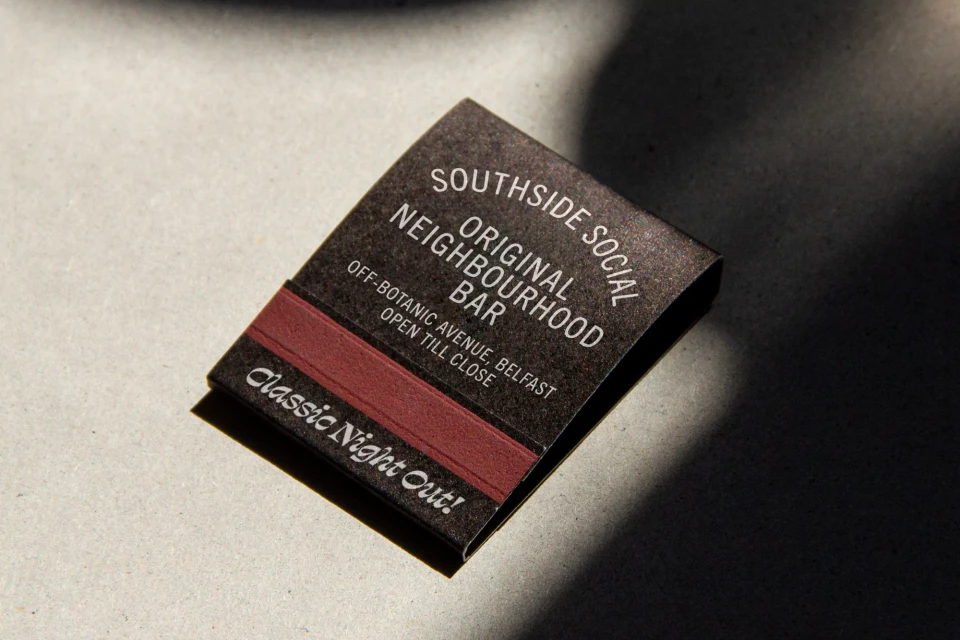 SOUTHSIDE SOCIAL
ORIGINAL
NEIGHBOURHOOD
BAR
OFF-BOTANIC AVENUE, BELFAST
OPEN TILL CLOSE
Classic Night Out!